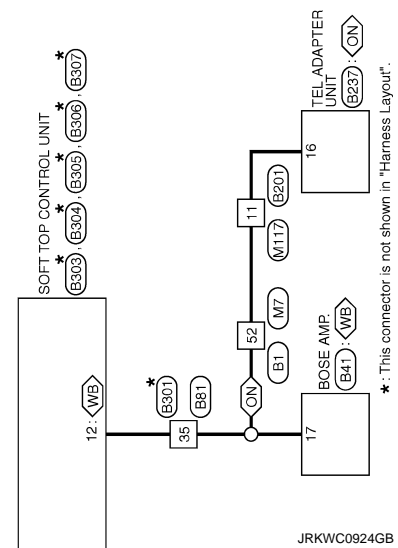 SOFT TOP CONTROL UNIT
* * * * *
B303 , B304 , B305 , B306 , B307
12 : WB
*
B301
35
B81
ON
52
B1
M7
11
M117
B201
17
BOSE AMP.
B41 : WB
16
TEL ADAPTER
UNIT
B237 : ON
* : This connector is not shown in "Harness Layout".
JRKWC0924GB